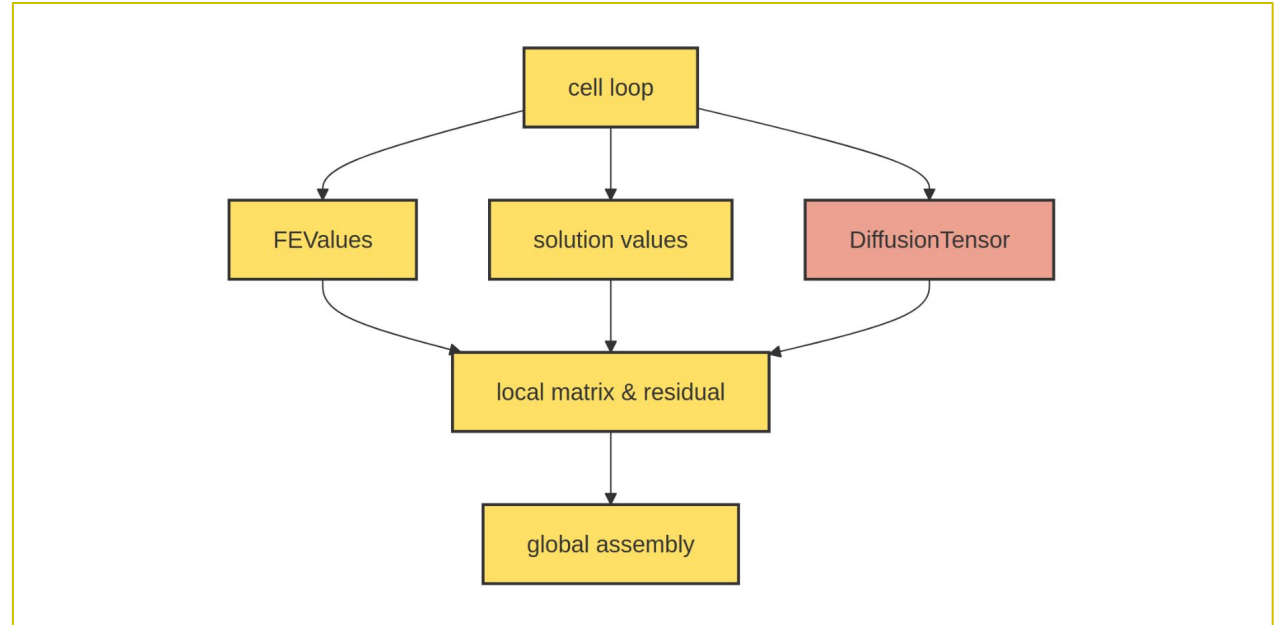 cell loop
FEValues
solution values
DiffusionTensor
local matrix & residual
global assembly